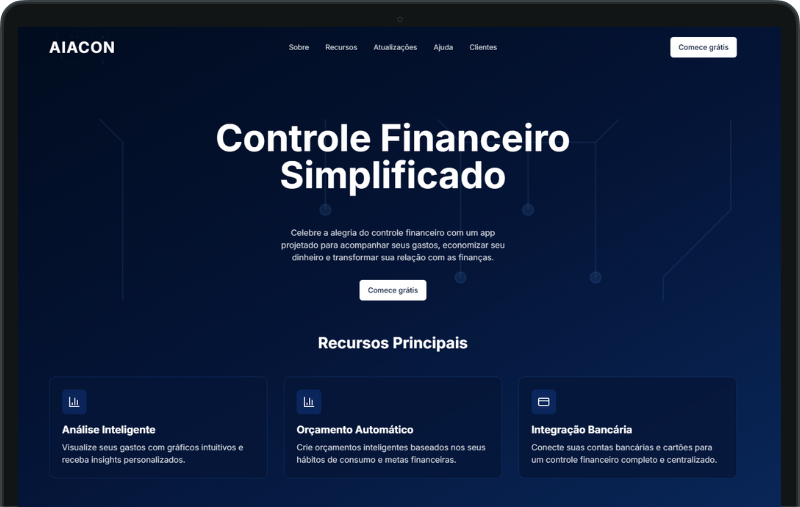 AIACON
Sobre
Recursos
Atualizações
Ajuda
Clientes
Comece grátis
Controle Financeiro
Simplificado
Celebre a alegria do controle financeiro com um app
projetado para acompanhar seus gastos, economizar seu
dinheiro e transformar sua relação com as finanças.
Comece grátis
Recursos Principais
Análise Inteligente
Visualize seus gastos com gráficos intuitivos e
receba insights personalizados.
Orçamento Automático
Crie orçamentos inteligentes baseados nos seus
hábitos de consumo e metas financeiras.
Integração Bancária
Conecte suas contas bancárias e cartões para
um controle financeiro completo e centralizado.